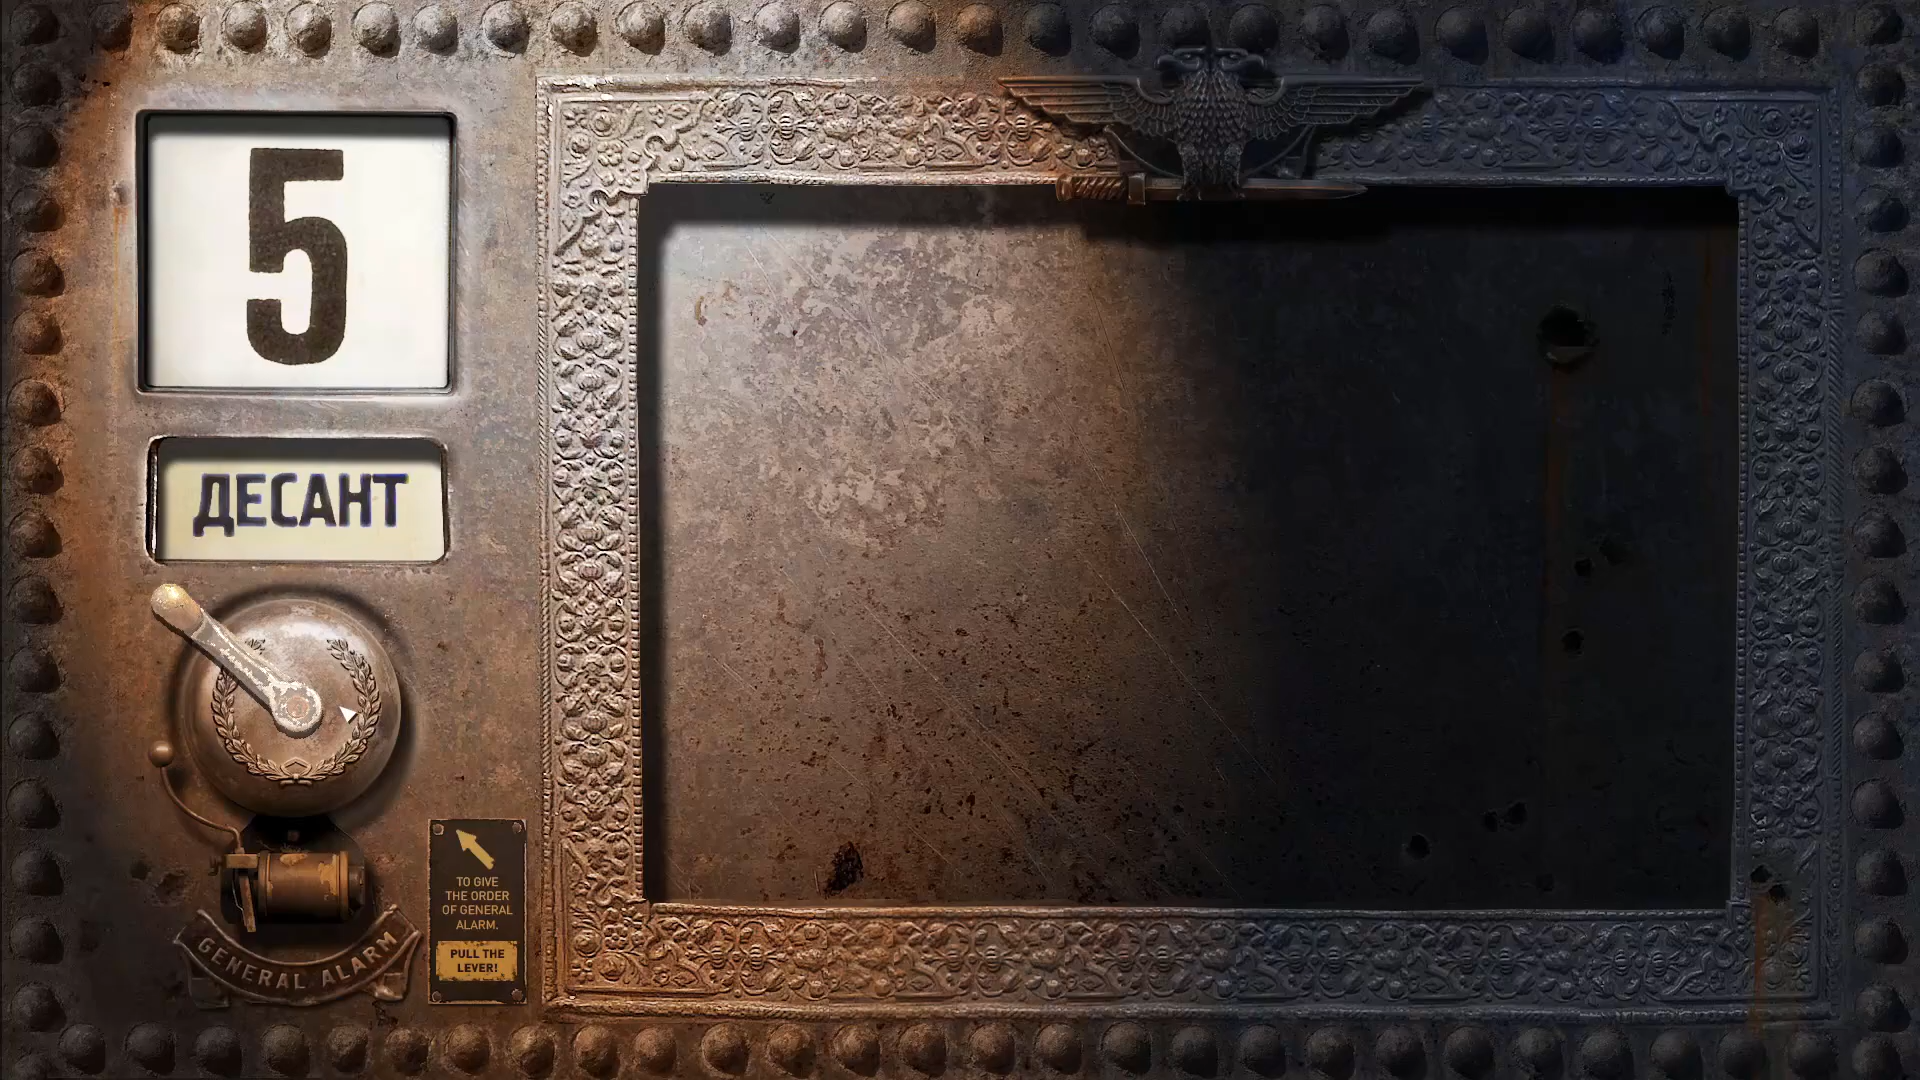 5
ДЕСАНТ
TO GIVE
THE ORDER
OF GENERAL
ALARM.
PULL THE
LEVER!
GENERAL ALARM